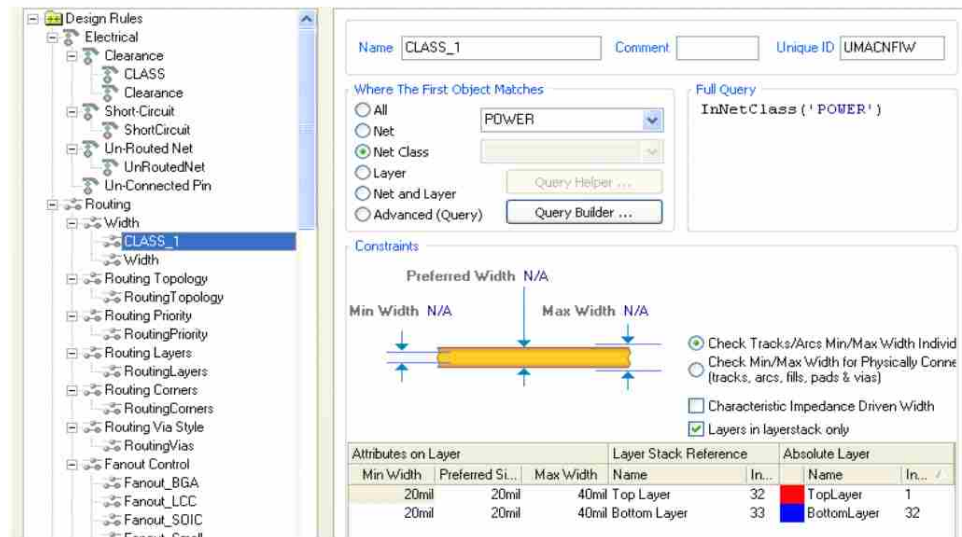 Design Rules
Electrical
Clearance
CLASS
Clearance
Short-Circuit
ShortCircuit
Un-Routed Net
UnRoutedNet
Un-Connected Pin
Routing
Width
CLASS_1
Width
Routing Topology
RoutingTopology
Routing Priority
RoutingPriority
Routing Layers
RoutingLayers
Routing Corners
RoutingCorners
Routing Via Style
RoutingVias
Fanout Control
Fanout_BGA
Fanout_LCC
Fanout_SOIC
Fanout_Small
Name CLASS_1 Comment Unique ID UMACNFIW
Where The First Object Matches
All
Net
Net Class
Layer
Net and Layer
Advanced (Query)
POWER
Query Helper ...
Query Builder ...
Full Query
InNetClass('POWER')
Constraints
Preferred Width N/A
Min Width N/A Max Width N/A
Check Tracks/Arcs Min/Max Width Individ
Check Min/Max Width for Physically Conne
(tracks, arcs, fills, pads & vias)
Characteristic Impedance Driven Width
Layers in layerstack only
Attributes on Layer Layer Stack Reference Absolute Layer
Min Width Preferred Si... Max Width Name In... Name In...
20mil 20mil 40mil Top Layer 32 TopLayer 1
20mil 20mil 40mil Bottom Layer 33 BottomLayer 32